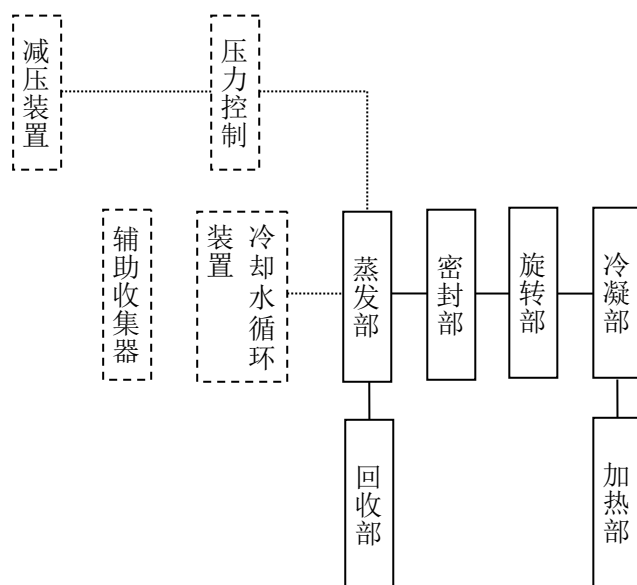 减压装置
压力控制
辅助收集器
冷却水循环
装置
蒸发部
密封部
旋转部
冷凝部
回收部
加热部